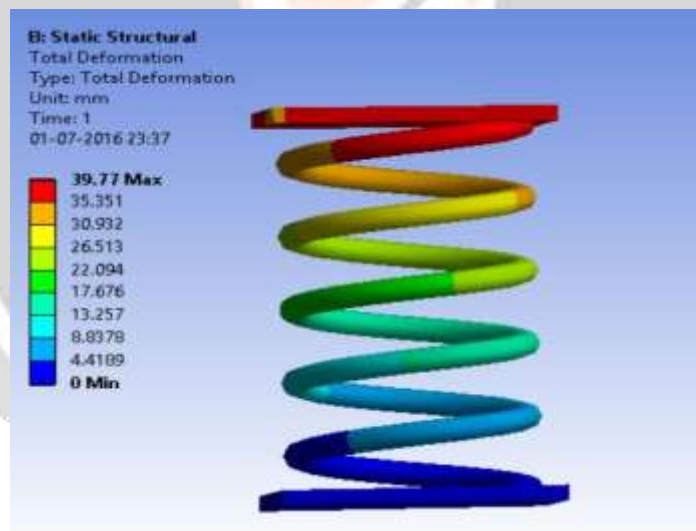 B: Static Structural
Total Deformation
Type: Total Deformation
Unit: mm
Time: 1
01-07-2016 23:37
39.77 Max
35.351
30.932
26.513
22.094
17.676
13.257
8.8378
4.4189
0 Min